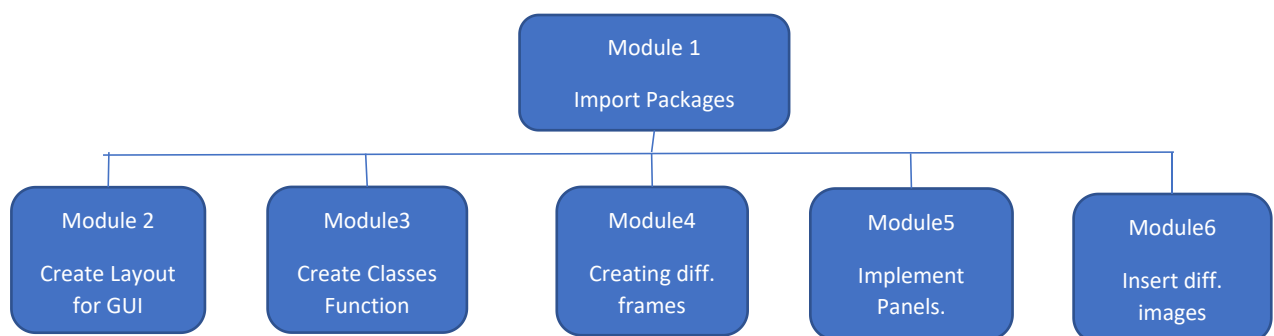 Module 1
Import Packages
Module 2
Create Layout
for GUI
Module3
Create Classes
Function
Module4
Creating diff.
frames
Module5
Implement
Panels.
Module6
Insert diff.
images